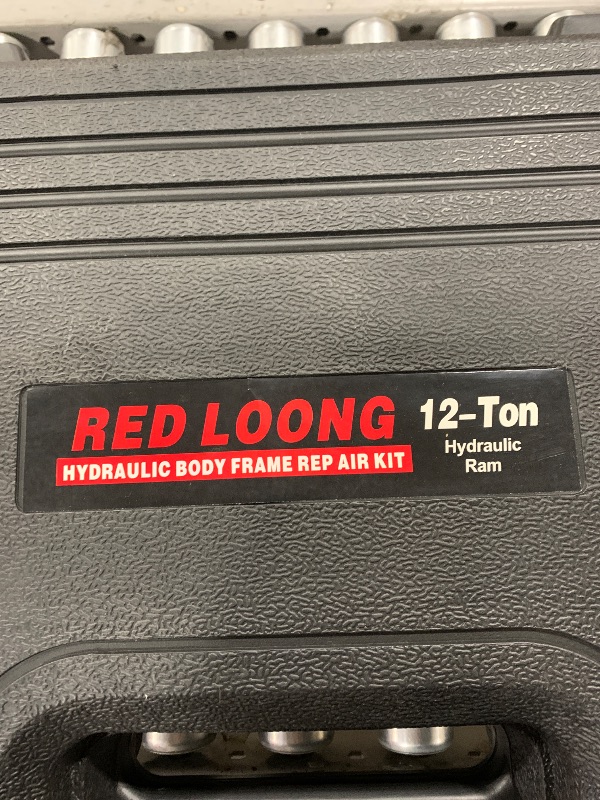 RED LOONG
HYDRAULIC BODY FRAME REP AIR KIT
12-Ton
Hydraulic
Ram